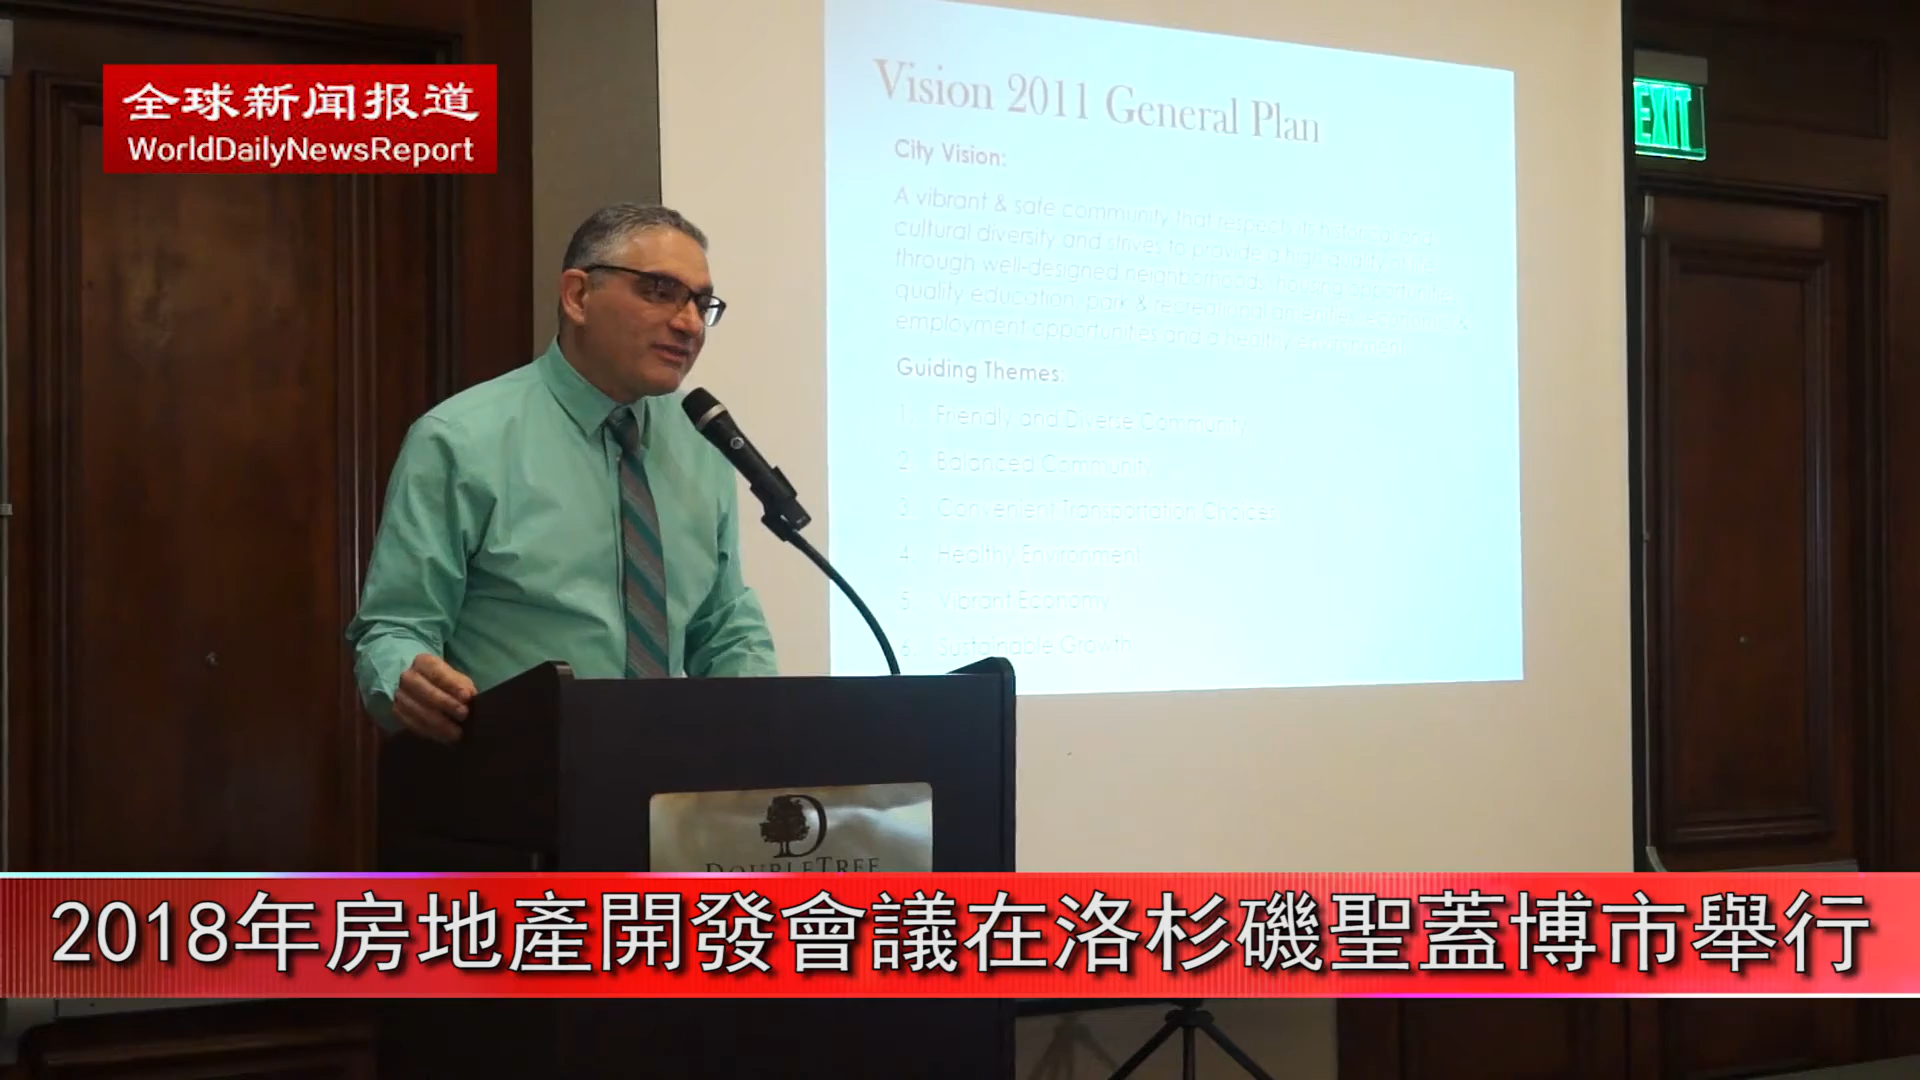 全球新闻报道
WorldDailyNewsReport
Vision 2011 General Plan
EXIT
City Vision:
A vibrant & safe community that respects its historical and
cultural diversity and strives to provide a high quality of life
through well-designed neighborhoods, housing opportunities,
quality education, park & recreational amenities, &
employment opportunities and a healthy environment
Guiding Themes:
1. Friendly and Diverse Community
2. Balanced Community
3. Convenient Transportation Choices
4. Healthy Environment
5. Vibrant Economy
6. Sustainable Growth
D
DOUBLETREE
2018年房地產開發會議在洛杉磯聖蓋博市舉行